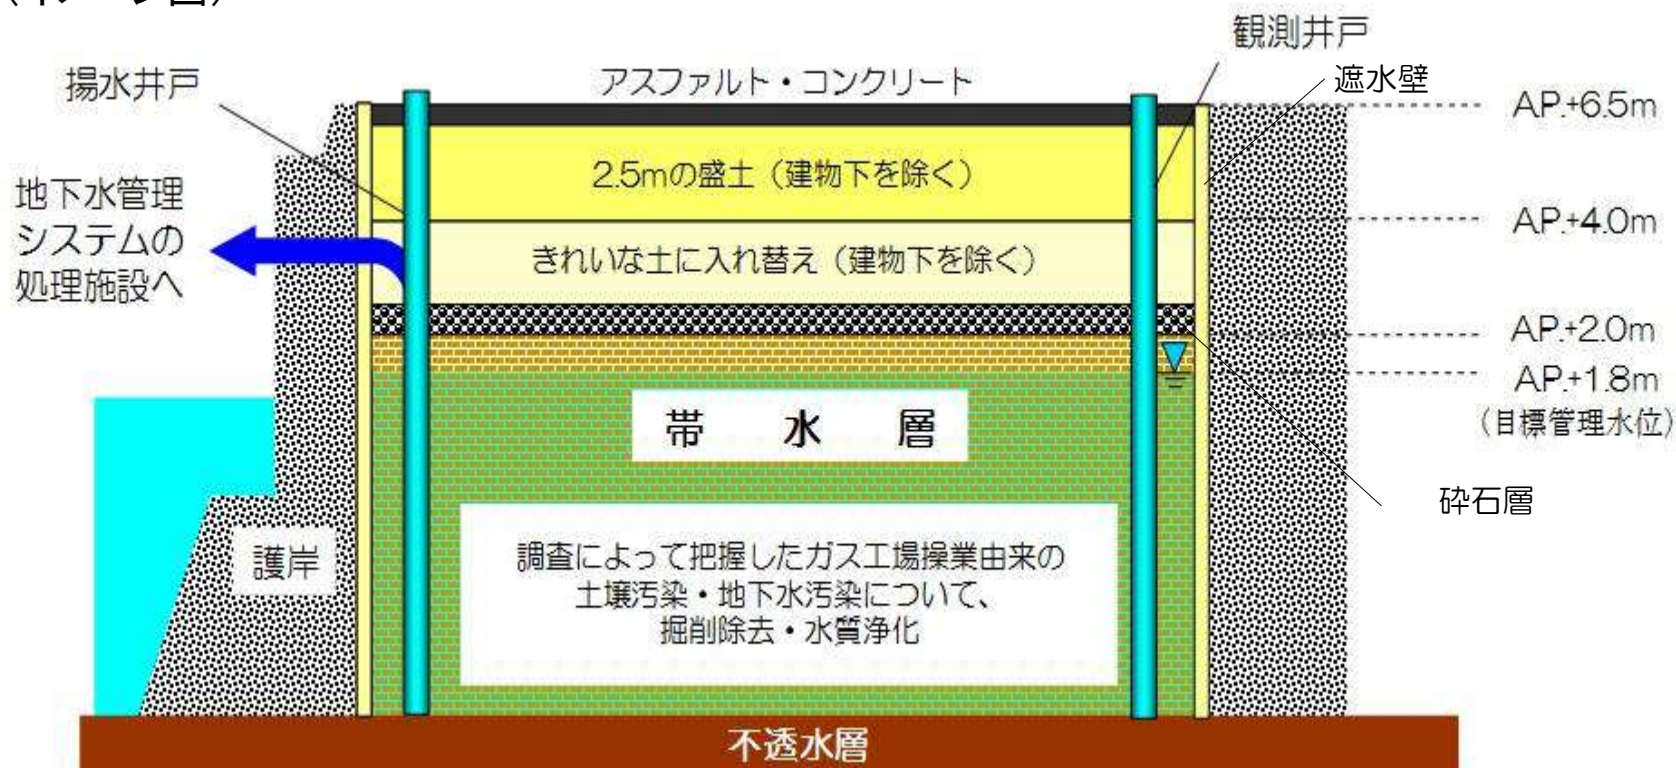 観測井戸
揚水井戸
アスファルト・コンクリート
遮水壁
A.P.+6.5m
2.5mの盛土（建物下を除く）
地下水管理
システムの
処理施設へ
A.P.+4.0m
きれいな土に入れ替え（建物下を除く）
A.P.+2.0m
A.P.+1.8m
（目標管理水位）
帯水層
砕石層
護岸
調査によって把握したガス工場操業由来の
土壌汚染・地下水汚染について、
掘削除去・水質浄化
不透水層